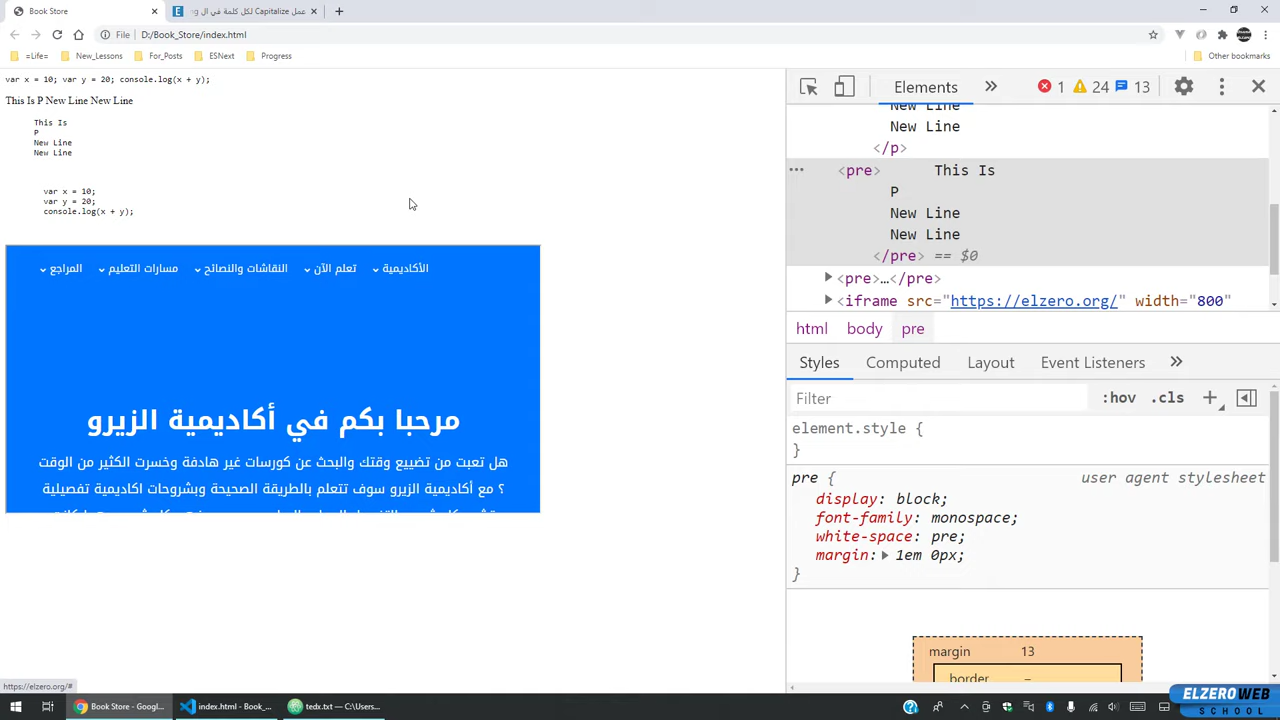 Book Store
عمل Capitalize لكل كلمة في ال
File D:/Book_Store/index.html
=Life=
New_Lessons
For_Posts
ESNext
Progress
Other bookmarks
var x = 10; var y = 20; console.log(x + y);
This Is P New Line New Line
This Is
P
New Line
New Line
var x = 10;
var y = 20;
console.log(x + y);
الأكاديمية
تعلم الآن
النقاشات والنصائح
مسارات التعليم
المراجع
مرحبا بكم في أكاديمية الزيرو
هل تعبت من تضييع وقتك والبحث عن كورسات غير هادفة وخسرت الكثير من الوقت
؟ مع أكاديمية الزيرو سوف تتعلم بالطريقة الصحيحة وبشروحات اكاديمية تفصيلية
https://elzero.org/#
Elements
1
24
13
New Line
New Line
</p>
<pre> This Is
P
New Line
New Line
</pre> == $0
<pre>…</pre>
<iframe src="https://elzero.org/" width="800"
html body pre
Styles Computed Layout Event Listeners
Filter
:hov .cls
element.style {
}
pre { user agent stylesheet
display: block;
font-family: monospace;
white-space: pre;
margin: 1em 0px;
}
margin 13
border –
Book Store - Googl...
index.html - Book_...
tedx.txt — C:\Users...
ELZEROWEB
SCHOOL